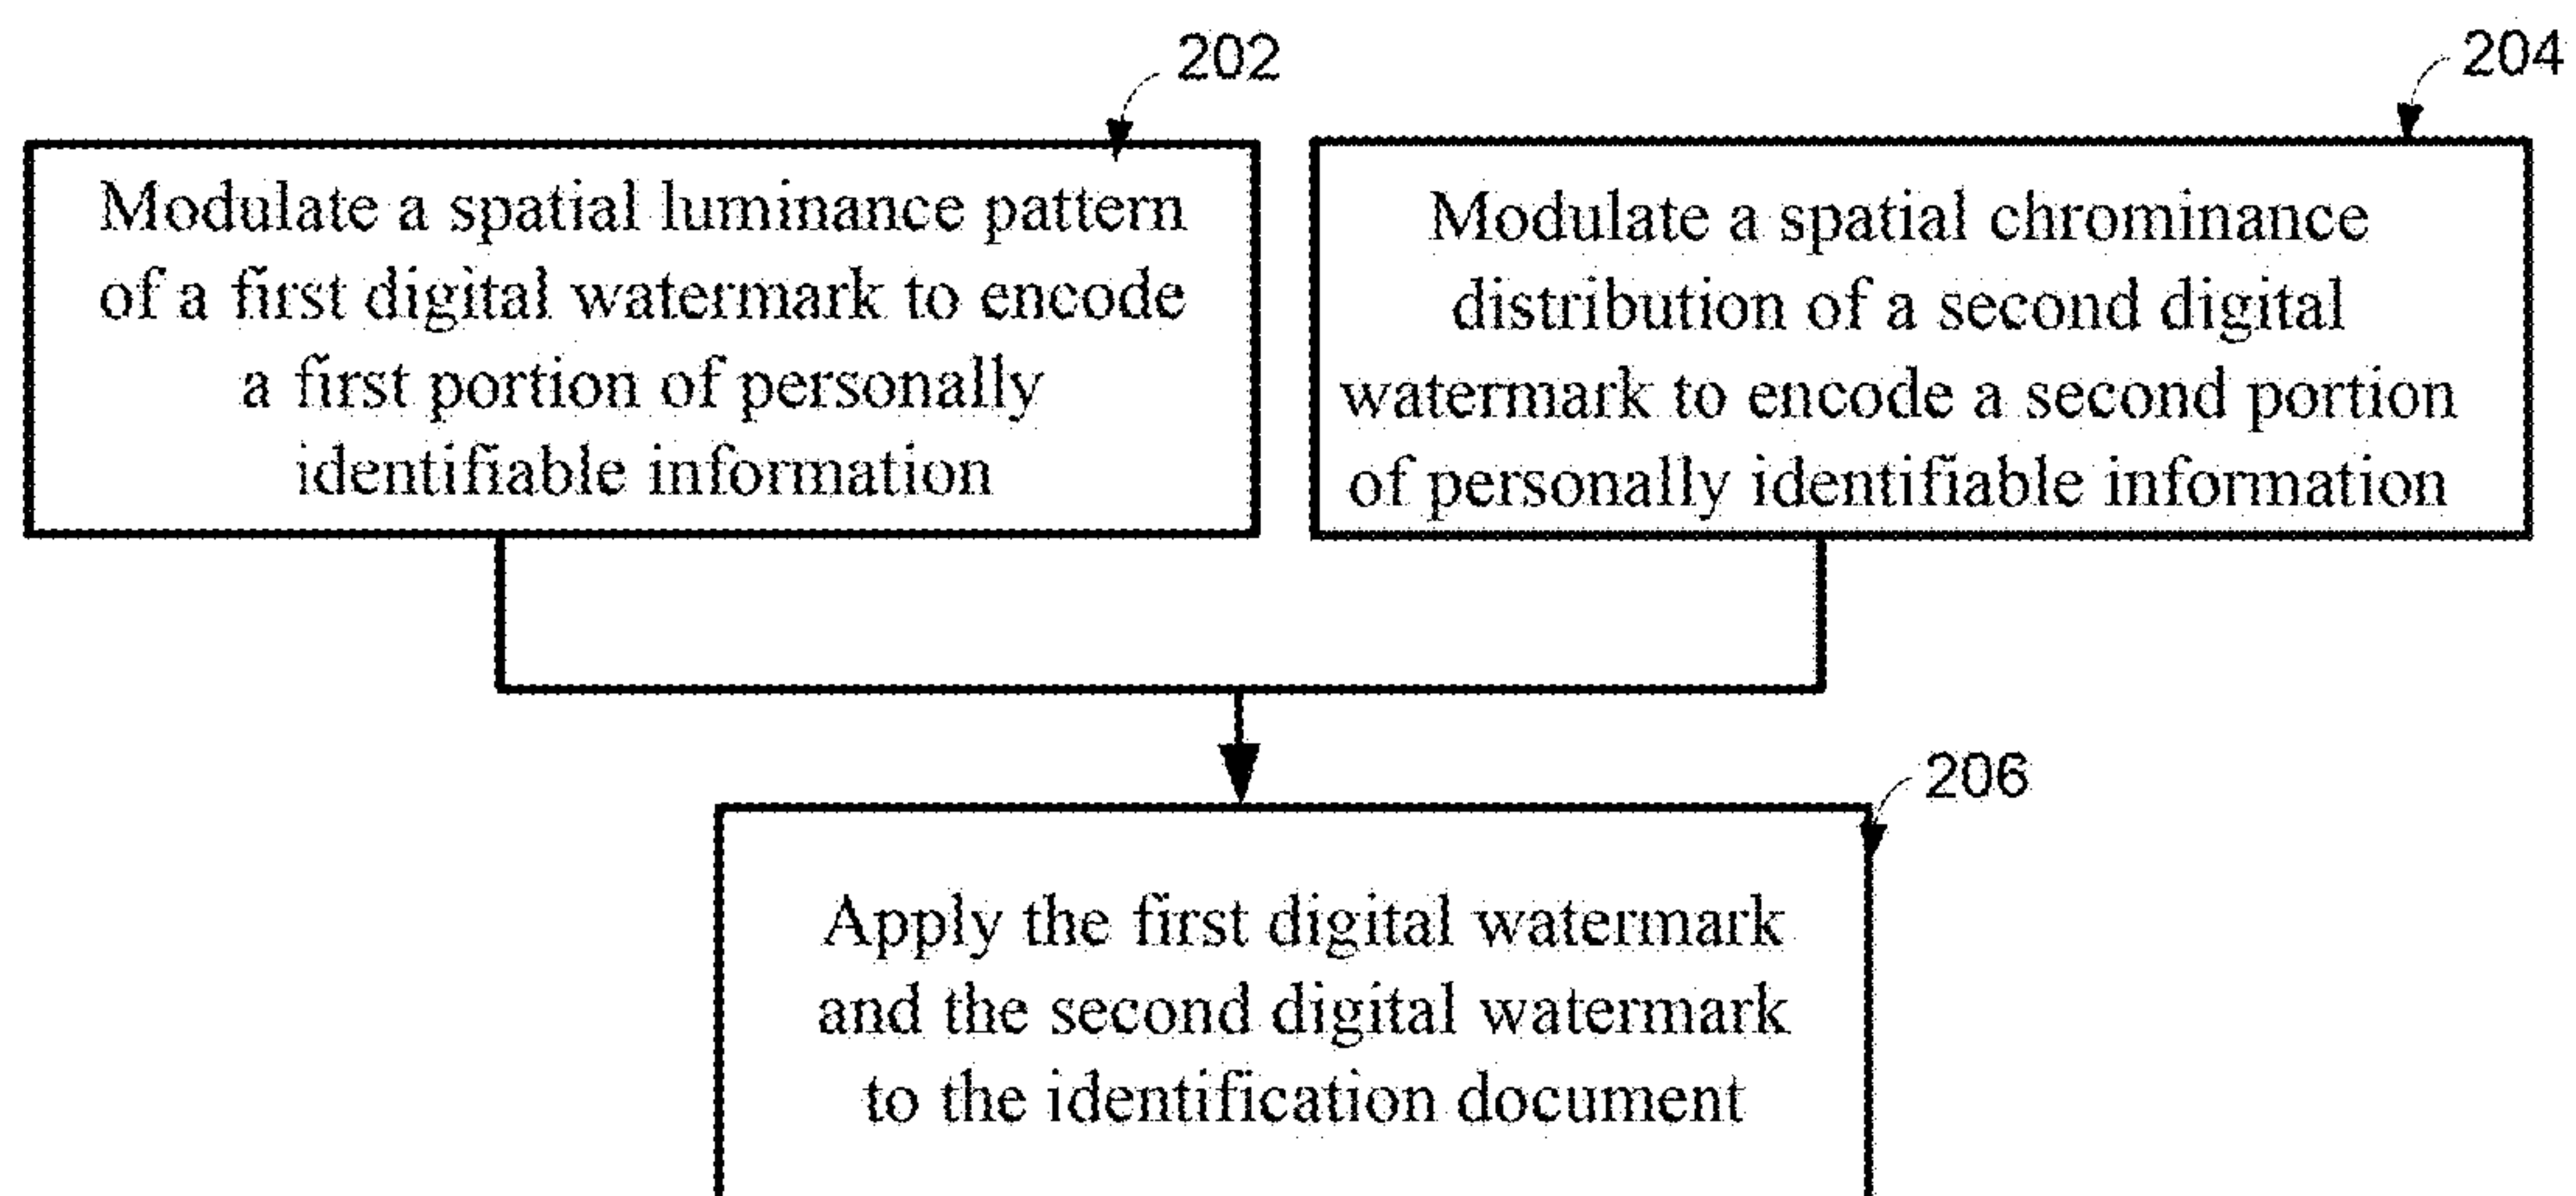 202
Modulate a spatial luminance pattern
of a first digital watermark to encode
a first portion of personally
identifiable information
204
Modulate a spatial chrominance
distribution of a second digital
watermark to encode a second portion
of personally identifiable information
206
Apply the first digital watermark
and the second digital watermark
to the identification document